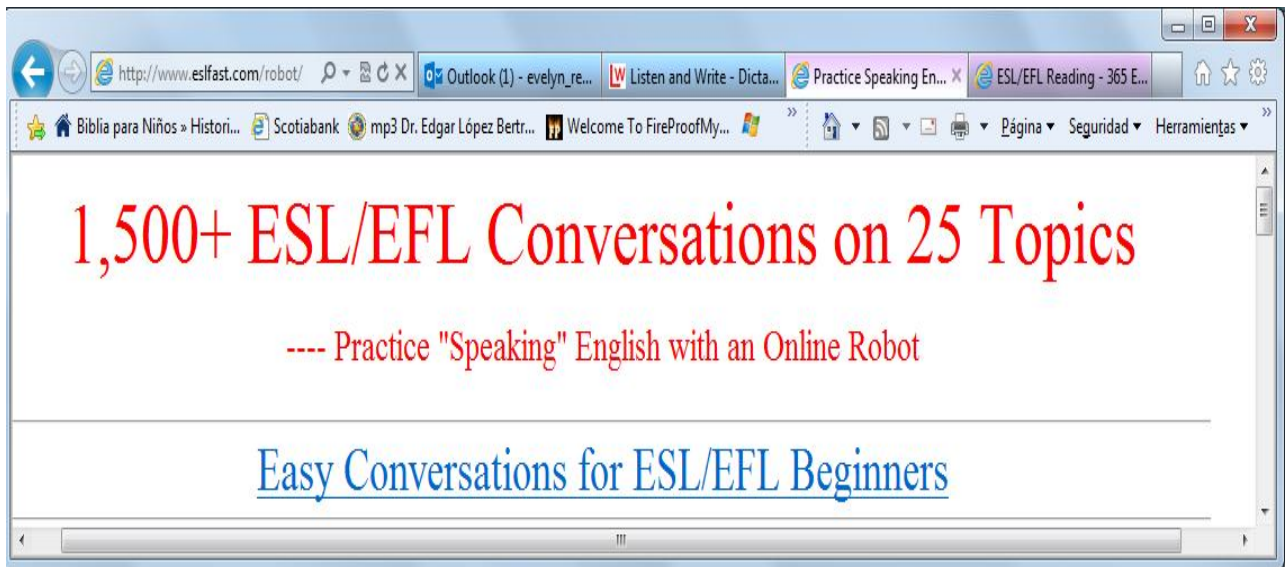 http://www.eslfast.com/robot/ Outlook (1) - evelyn_re... Listen and Write - Dicta... Practice Speaking En... ESL/EFL Reading - 365 E...
Biblia para Niños » Histori... Scotiabank mp3 Dr. Edgar López Bertr... Welcome To FireProofMy... » Página Seguridad Herramientas »
1,500+ ESL/EFL Conversations on 25 Topics
---- Practice "Speaking" English with an Online Robot
Easy Conversations for ESL/EFL Beginners